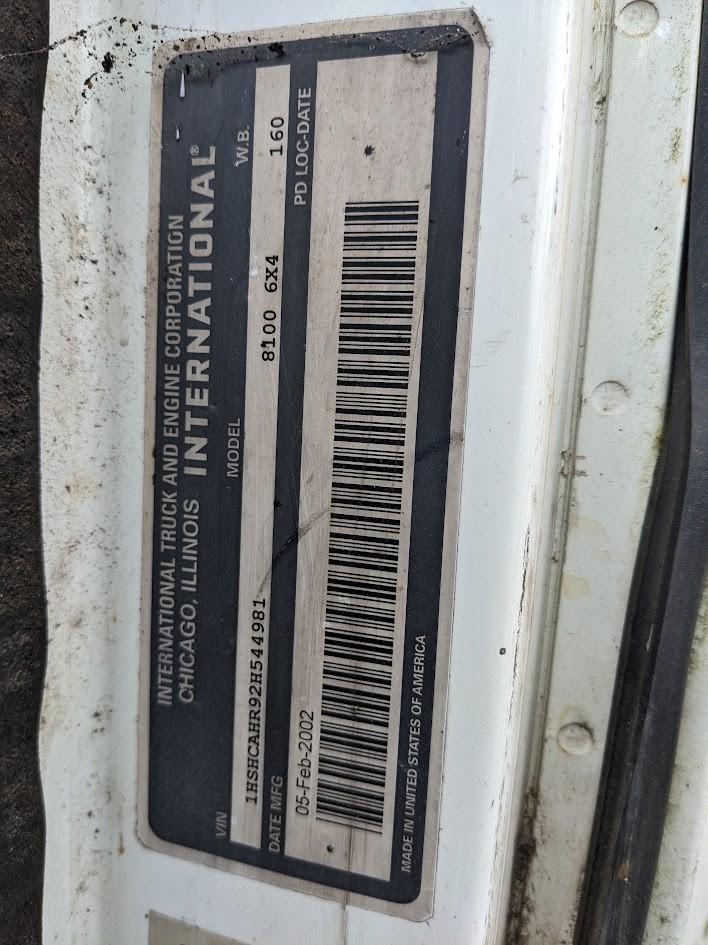 INTERNATIONAL TRUCK AND ENGINE CORPORATION
CHICAGO, ILLINOIS INTERNATIONAL®
VIN MODEL W.B.
1HSHCAHR92H544981 8100 6X4 160
DATE MFG PD LOC-DATE
05-Feb-2002
MADE IN UNITED STATES OF AMERICA